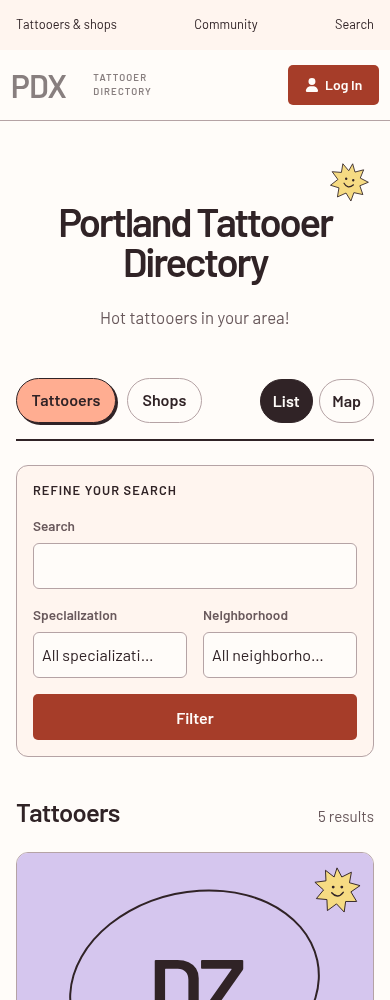 Tattooers & shops
Community
Search
PDX
TATTOOER
DIRECTORY
Log In
Portland Tattooer
Directory
Hot tattooers in your area!
Tattooers
Shops
List
Map
REFINE YOUR SEARCH
Search
Specialization
Neighborhood
All specializati...
All neighborho...
Filter
Tattooers
5 results
DZ